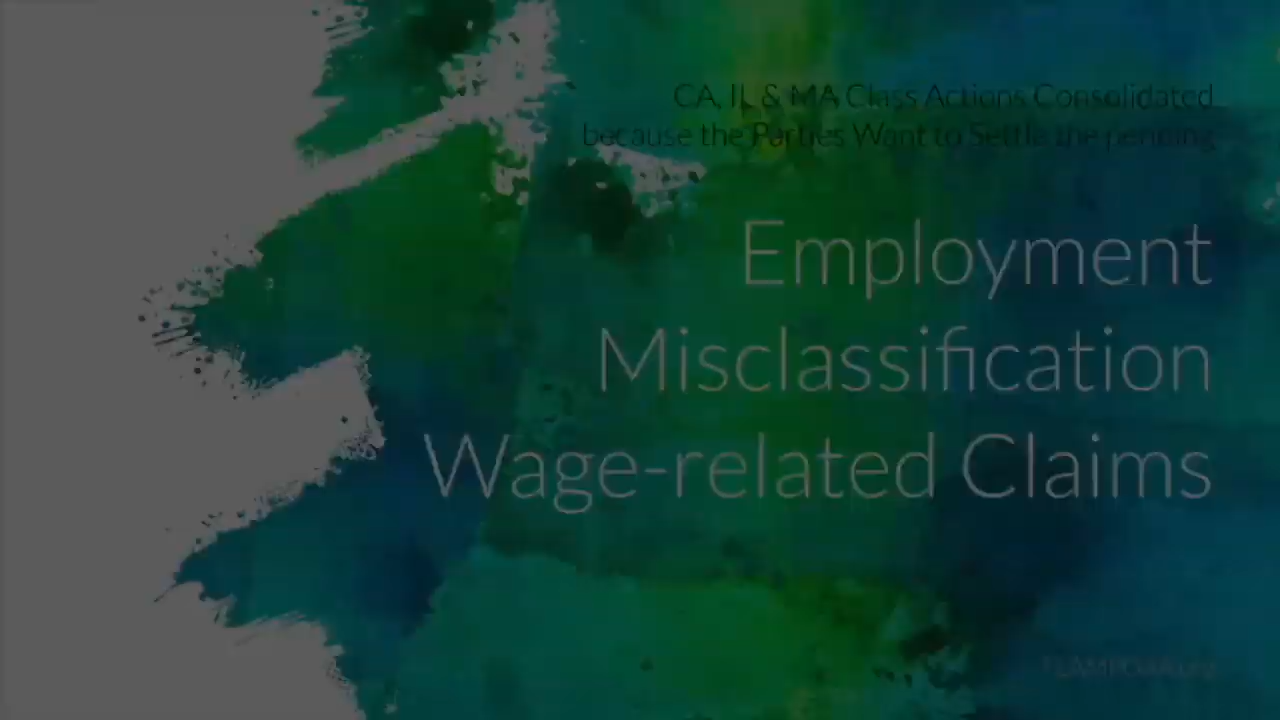 CA, IL & MA Class Actions Consolidated
because the Parties Want to Settle the pending
Employment
Misclassification
Wage-related Claims